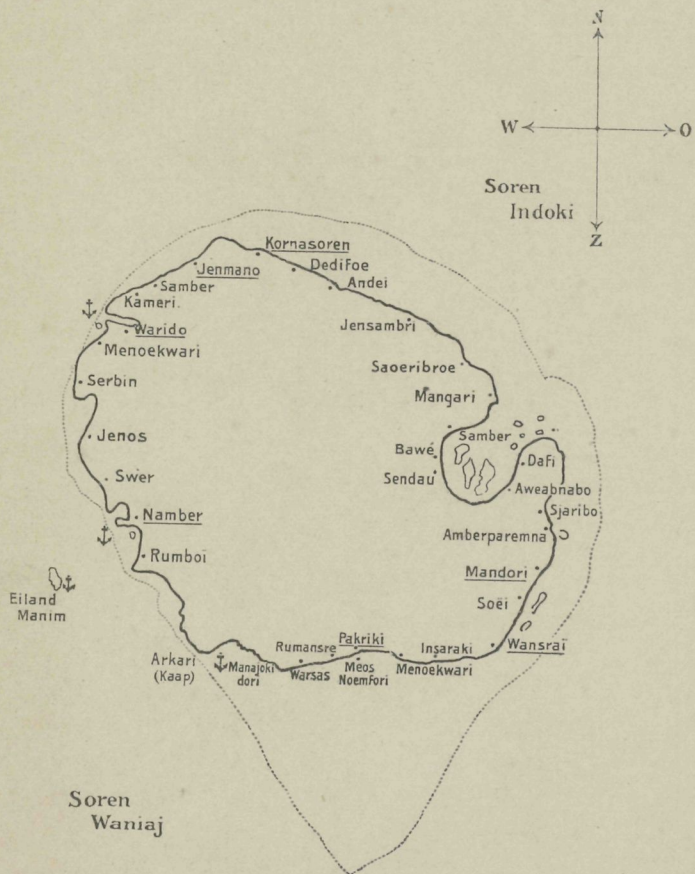 N
W
O
Z
Soren
Indoki
Kornasoren
Jenmano
Dedifoe
Samber
Andei
Kameri.
Warido
Jensambri
Menoekwari
Saoeribroe
Serbin
Mangari
Jenos
Samber
Bawé
Dafi
Sendau
Swer
Aweabnabo
Namber
Sjaribo
Amberparemna
Rumboï
Mandori
Eiland
Manim
Soëi
Pakriki
Rumansre
Insaraki
Wansraï
Arkari
(Kaap)
Manajoki
dori
Warsas
Meos
Noemfori
Menoekwari
Soren
Waniaj